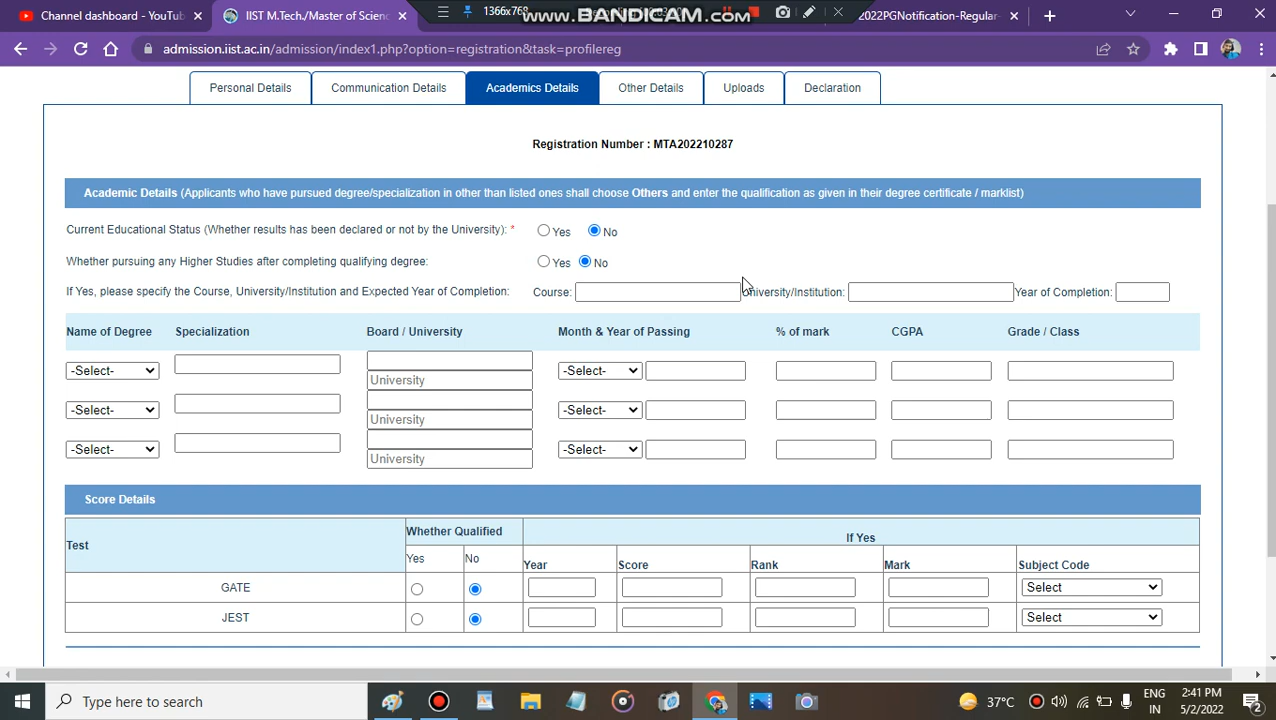 Channel dashboard - YouTub
IIST M.Tech./Master of Scienc
1366x768
www.BANDICAM.com
2022PGNotification-Regular-
admission.iist.ac.in/admission/index1.php?option=registration&task=profilereg
Personal Details
Communication Details
Academics Details
Other Details
Uploads
Declaration
Registration Number : MTA202210287
Academic Details (Applicants who have pursued degree/specialization in other than listed ones shall choose Others and enter the qualification as given in their degree certificate / marklist)
Current Educational Status (Whether results has been declared or not by the University): * Yes No
Whether pursuing any Higher Studies after completing qualifying degree: Yes No
If Yes, please specify the Course, University/Institution and Expected Year of Completion: Course: University/Institution: Year of Completion:
Name of Degree Specialization Board / University Month & Year of Passing % of mark CGPA Grade / Class
-Select- -Select-
University
-Select- -Select-
University
-Select- -Select-
University
Score Details
Test Whether Qualified If Yes
Yes No Year Score Rank Mark Subject Code
GATE Select
JEST Select
Type here to search
37°C
ENG
IN
2:41 PM
5/2/2022
2